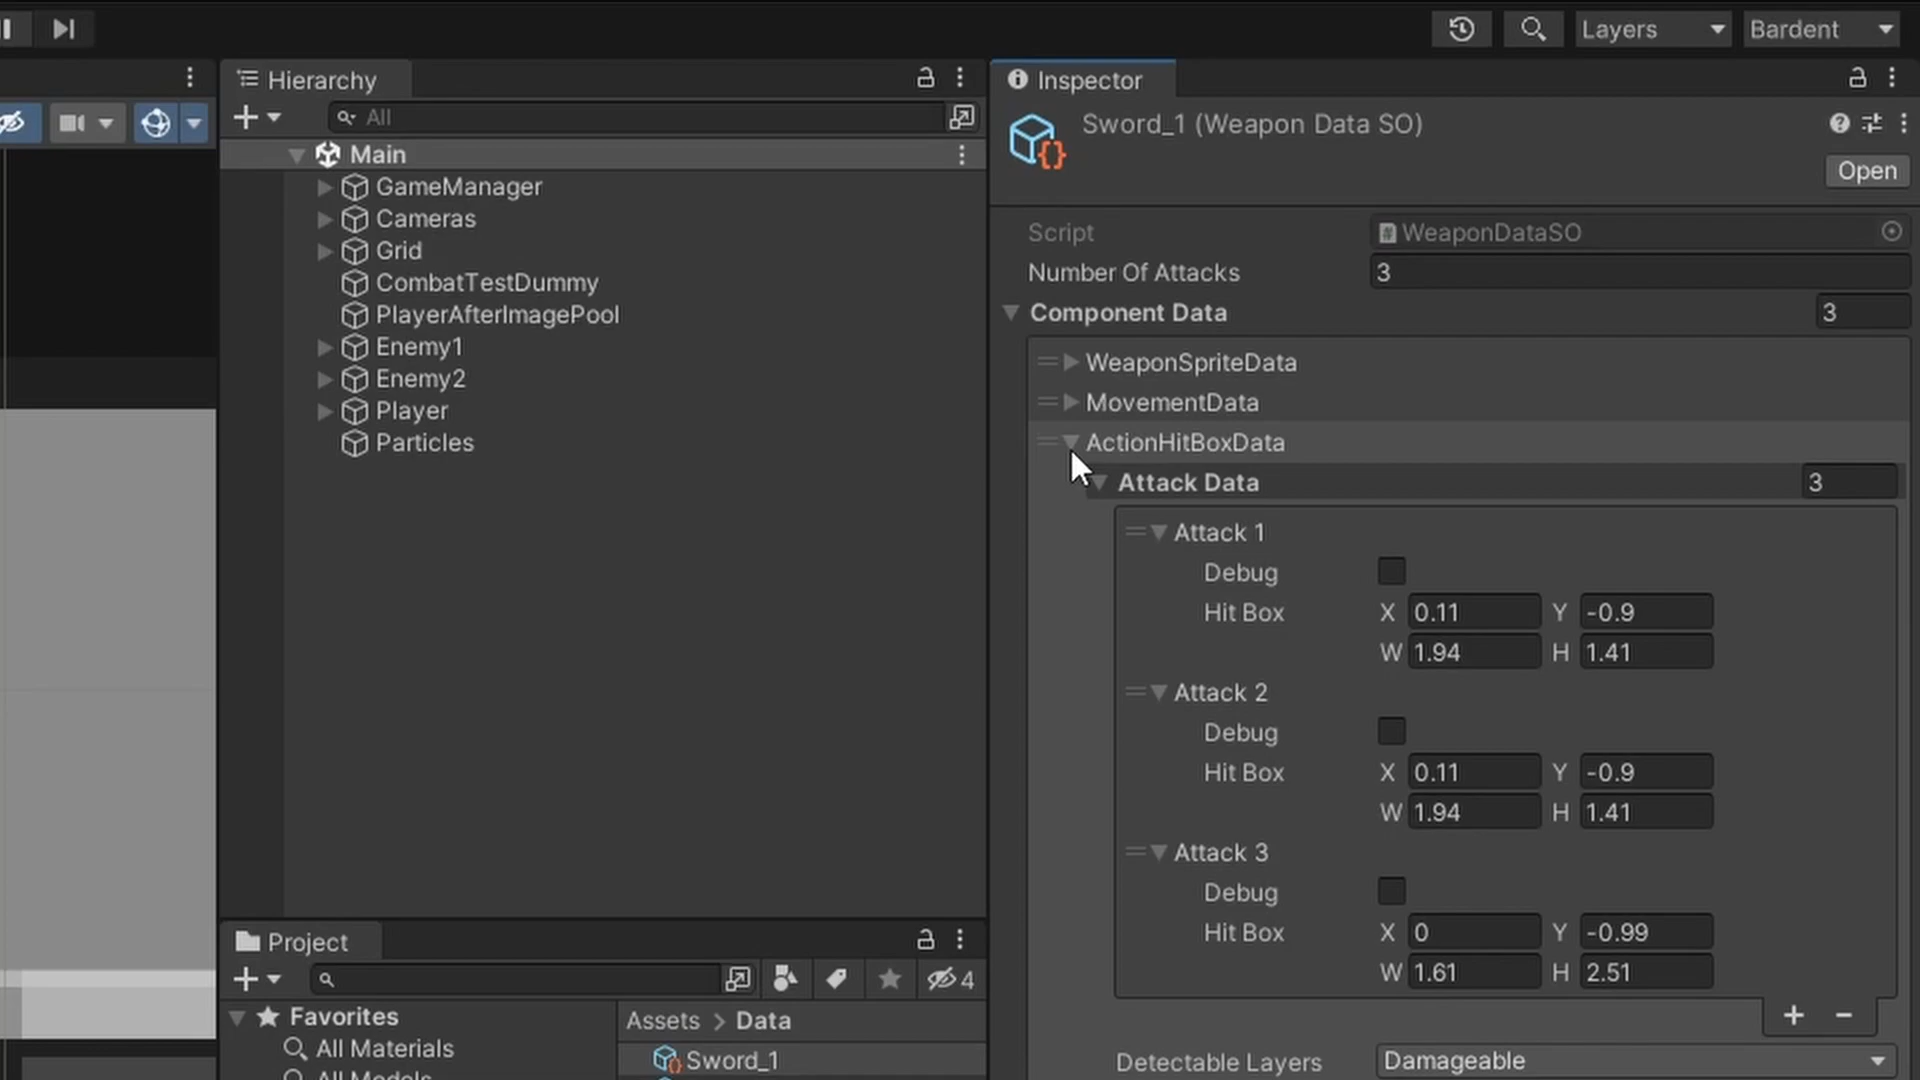 Layers
Bardent
Hierarchy
All
Main
GameManager
Cameras
Grid
CombatTestDummy
PlayerAfterImagePool
Enemy1
Enemy2
Player
Particles
Project
4
Favorites
All Materials
All Models
Assets > Data
Sword_1
Inspector
Sword_1 (Weapon Data SO)
Open
Script WeaponDataSO
Number Of Attacks 3
Component Data 3
WeaponSpriteData
MovementData
ActionHitBoxData
Attack Data 3
Attack 1
Debug
Hit Box X 0.11 Y -0.9
W 1.94 H 1.41
Attack 2
Debug
Hit Box X 0.11 Y -0.9
W 1.94 H 1.41
Attack 3
Debug
Hit Box X 0 Y -0.99
W 1.61 H 2.51
Detectable Layers Damageable